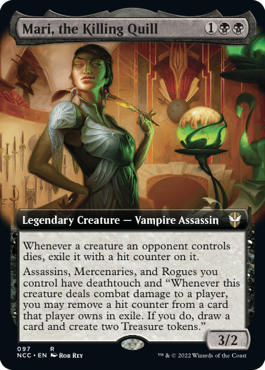 Mari, the Killing Quill 1
Legendary Creature — Vampire Assassin
Whenever a creature an opponent controls
dies, exile it with a hit counter on it.
Assassins, Mercenaries, and Rogues you
control have deathtouch and “Whenever this
creature deals combat damage to a player,
you may remove a hit counter from a card
that player owns in exile. If you do, draw a
card and create two Treasure tokens.”
3/2
097 R
NCC • EN Rob Rey
™ & © 2022 Wizards of the Coast